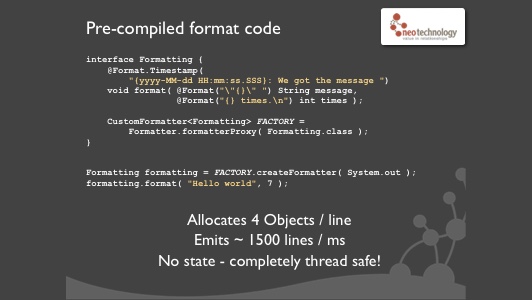 Pre-compiled format code
neotechnology
value in relationships
interface Formatting {
@Format.Timestamp(
"{yyyy-MM-dd HH:mm:ss.SSS}: We got the message ")
void format( @Format("\"{}\" ") String message,
@Format("{} times.\n") int times );
CustomFormatter<Formatting> FACTORY =
Formatter.formatterProxy( Formatting.class );
}
Formatting formatting = FACTORY.createFormatter( System.out );
formatting.format( "Hello world", 7 );
Allocates 4 Objects / line
Emits ~ 1500 lines / ms
No state - completely thread safe!